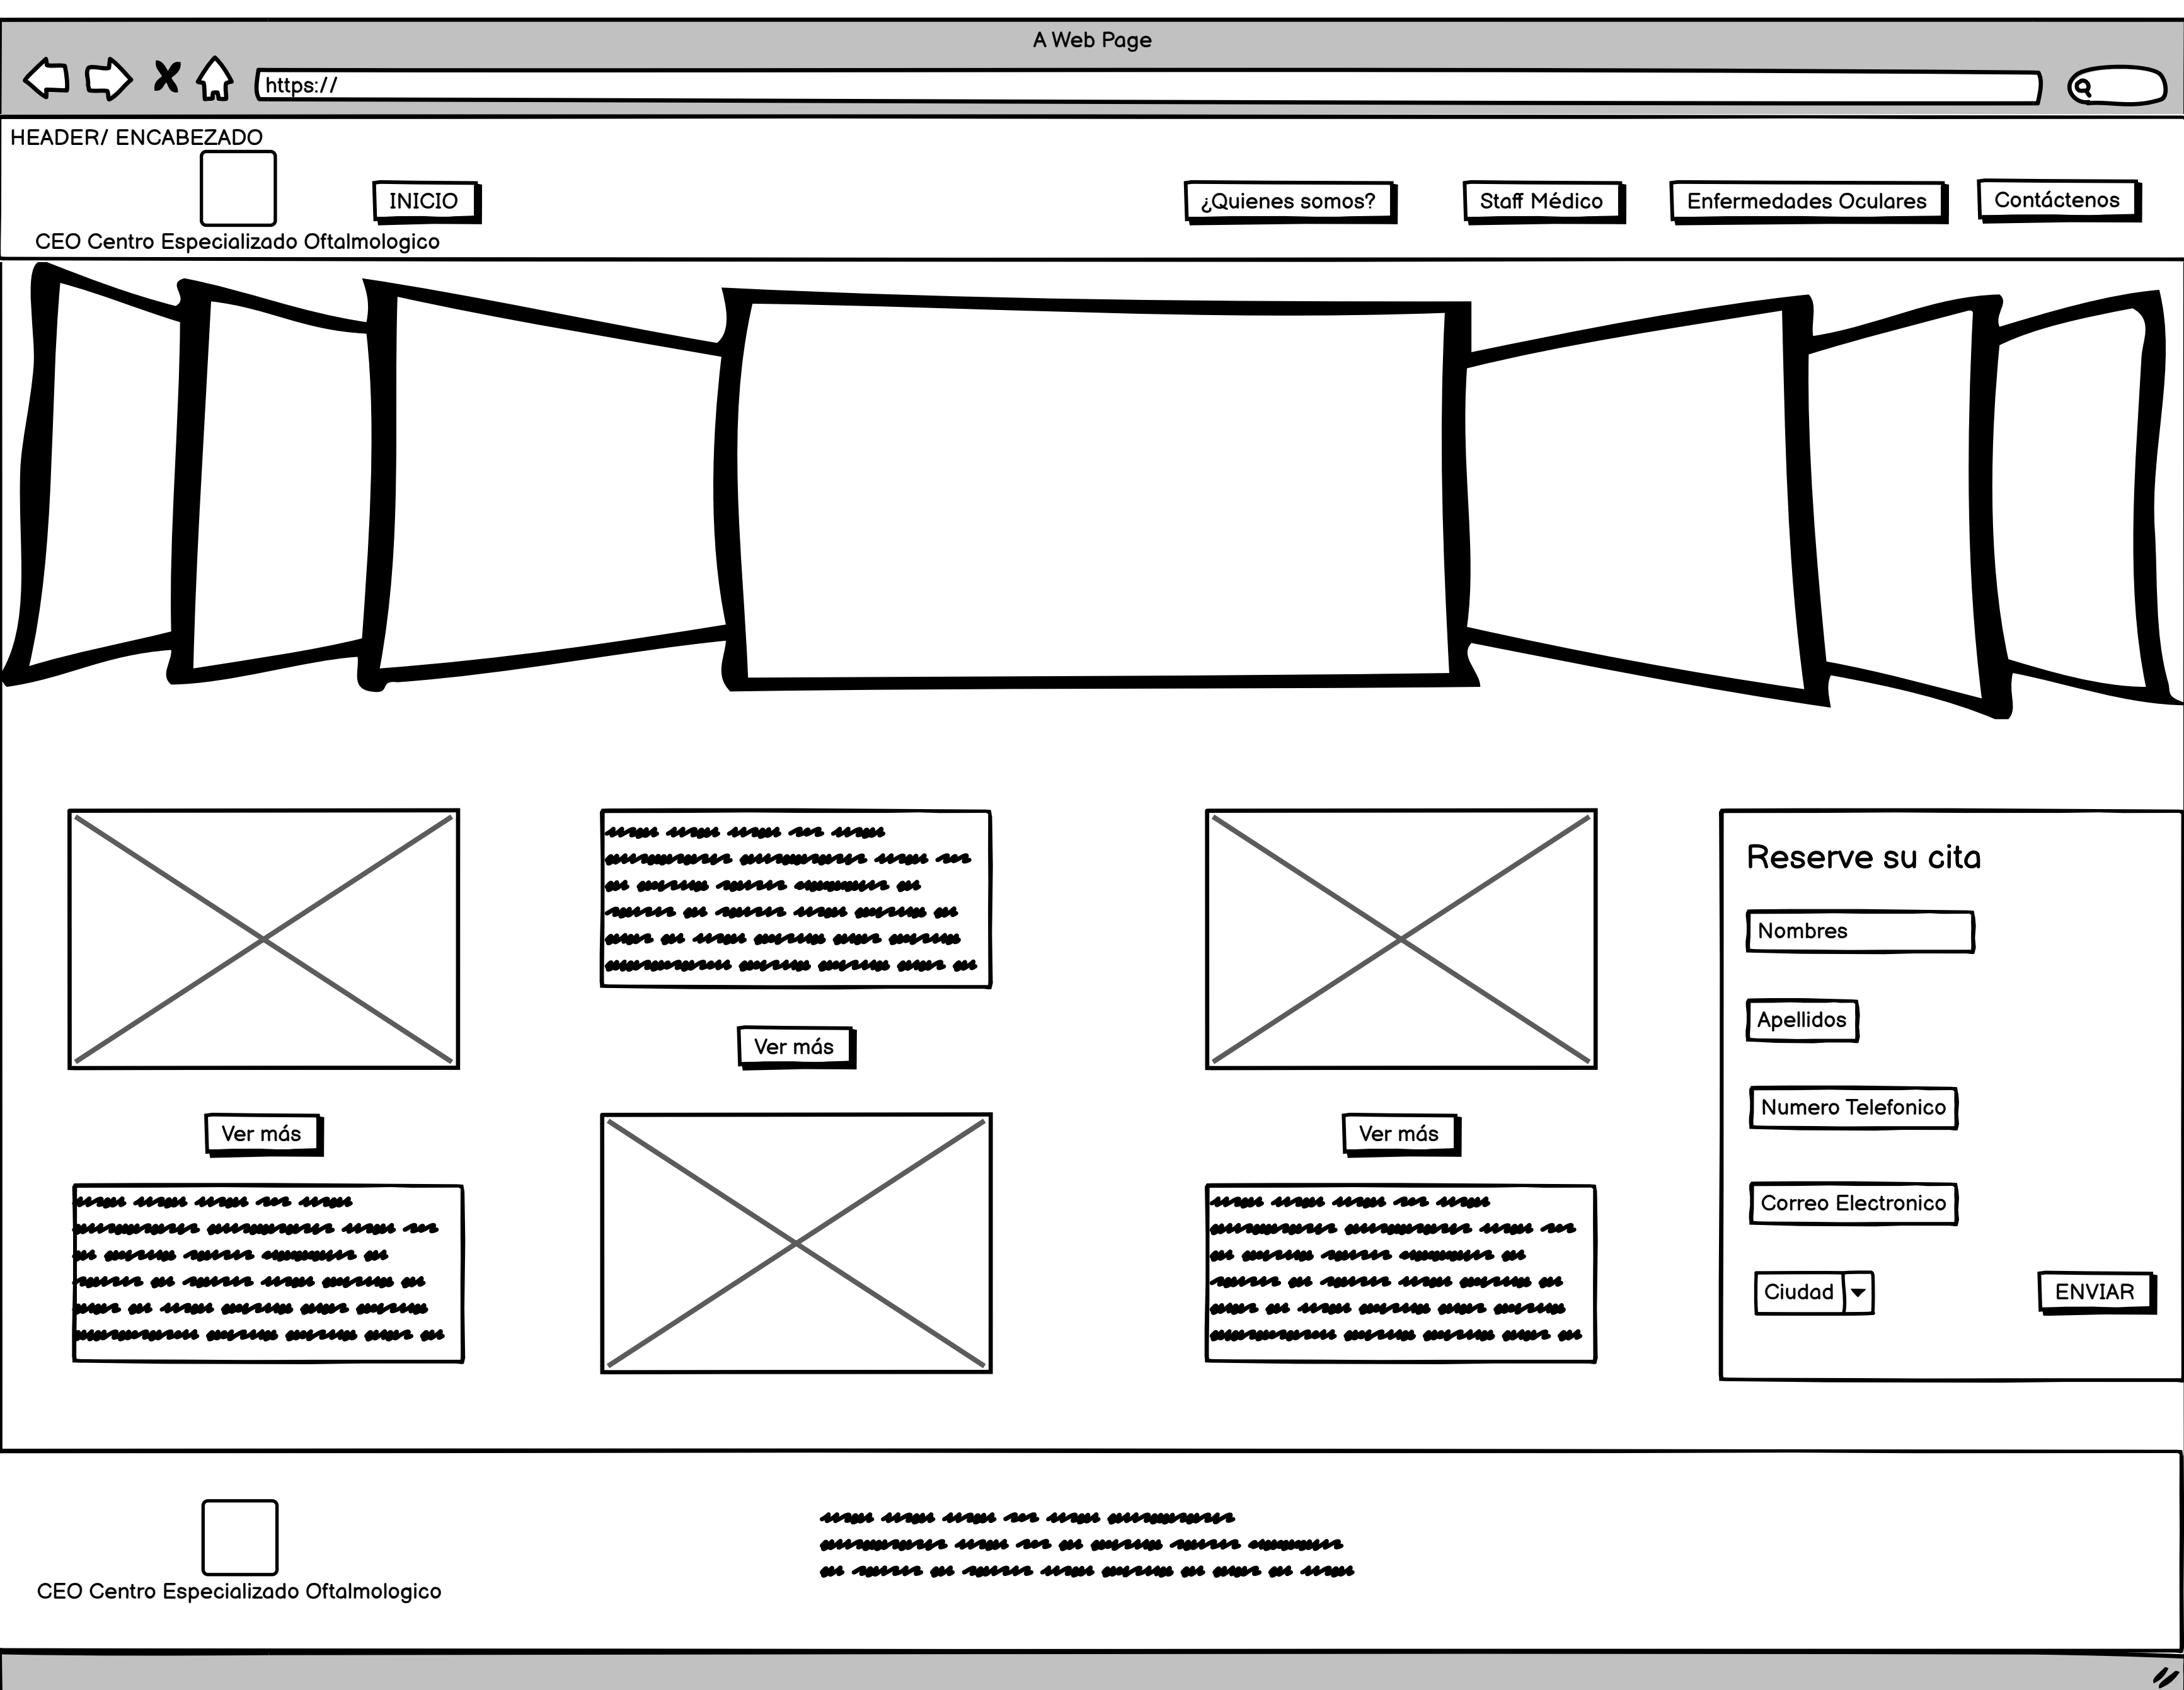 A Web Page
https://
HEADER/ ENCABEZADO
INICIO
¿Quienes somos?
Staff Médico
Enfermedades Oculares
Contáctenos
CEO Centro Especializado Oftalmologico
Reserve su cita
Nombres
Apellidos
Ver más
Numero Telefonico
Ver más
Ver más
Correo Electronico
Ciudad
ENVIAR
CEO Centro Especializado Oftalmologico